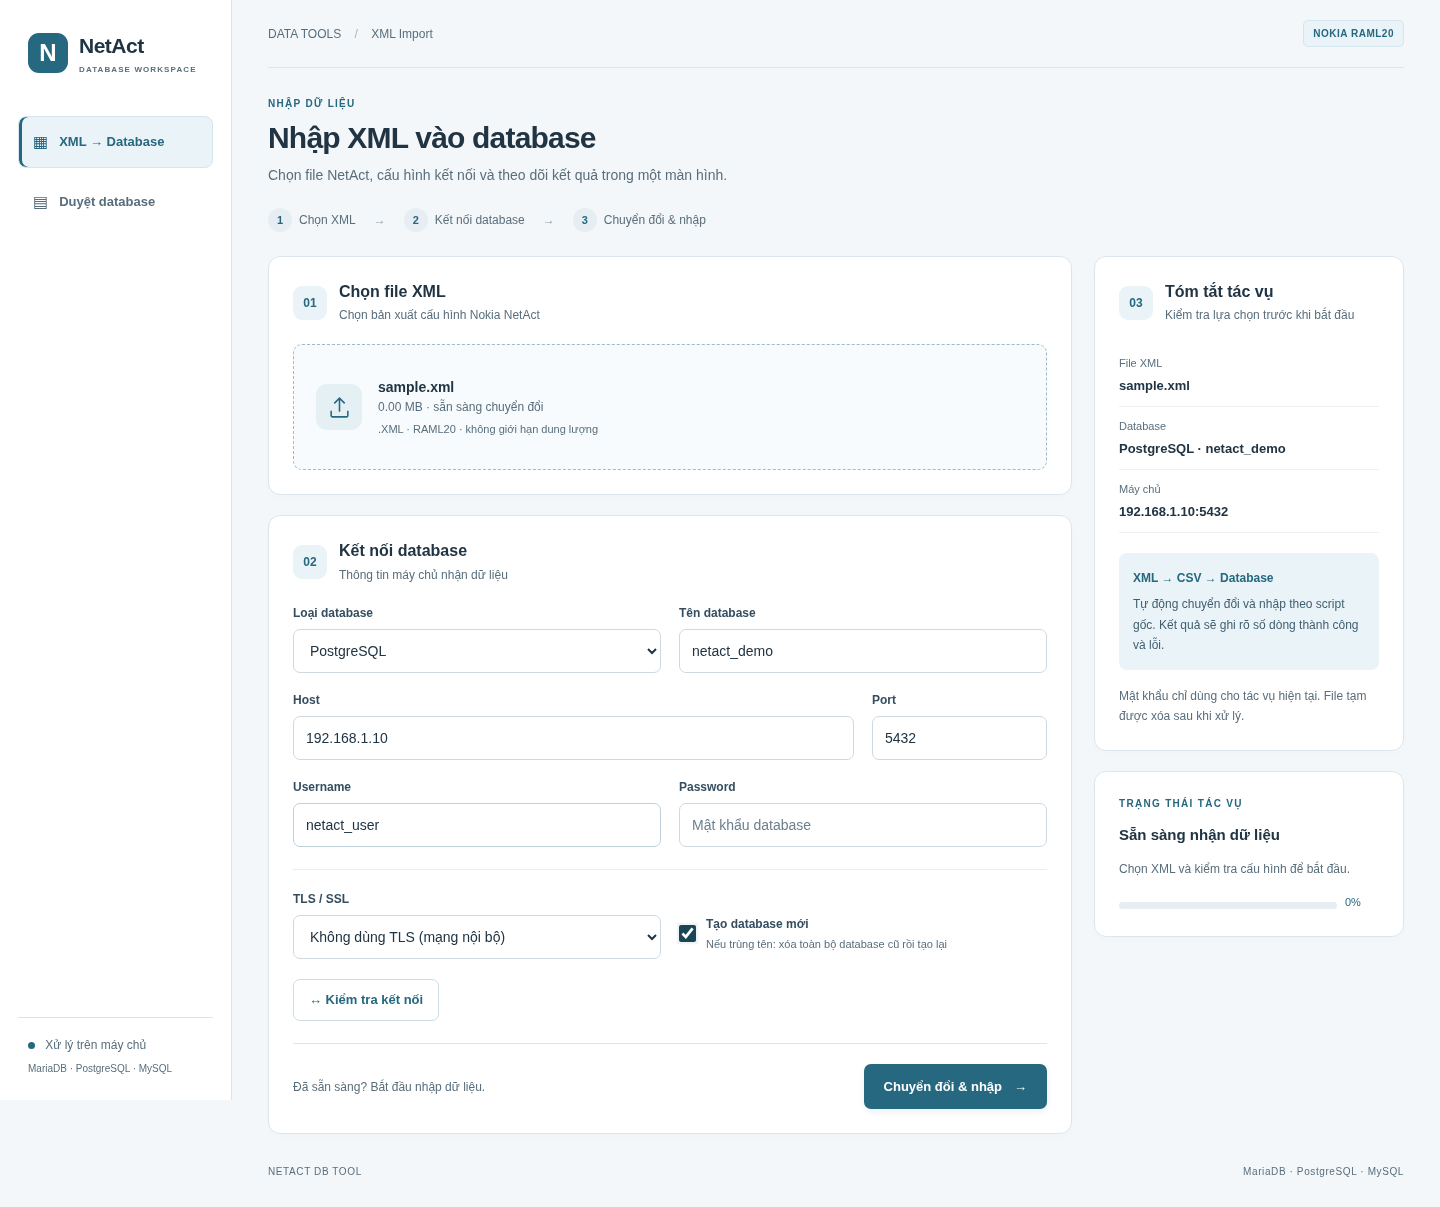 N
NetAct
DATABASE WORKSPACE
XML → Database
Duyệt database
Xử lý trên máy chủ
MariaDB · PostgreSQL · MySQL
DATA TOOLS / XML Import
NOKIA RAML20
NHẬP DỮ LIỆU
Nhập XML vào database
Chọn file NetAct, cấu hình kết nối và theo dõi kết quả trong một màn hình.
1 Chọn XML → 2 Kết nối database → 3 Chuyển đổi & nhập
01
Chọn file XML
Chọn bản xuất cấu hình Nokia NetAct
sample.xml
0.00 MB · sẵn sàng chuyển đổi
.XML · RAML20 · không giới hạn dung lượng
02
Kết nối database
Thông tin máy chủ nhận dữ liệu
Loại database
PostgreSQL
Tên database
netact_demo
Host
192.168.1.10
Port
5432
Username
netact_user
Password
Mật khẩu database
TLS / SSL
Không dùng TLS (mạng nội bộ)
Tạo database mới
Nếu trùng tên: xóa toàn bộ database cũ rồi tạo lại
↔ Kiểm tra kết nối
Đã sẵn sàng? Bắt đầu nhập dữ liệu.
Chuyển đổi & nhập →
03
Tóm tắt tác vụ
Kiểm tra lựa chọn trước khi bắt đầu
File XML
sample.xml
Database
PostgreSQL · netact_demo
Máy chủ
192.168.1.10:5432
XML → CSV → Database
Tự động chuyển đổi và nhập theo script
gốc. Kết quả sẽ ghi rõ số dòng thành công
và lỗi.
Mật khẩu chỉ dùng cho tác vụ hiện tại. File tạm
được xóa sau khi xử lý.
TRẠNG THÁI TÁC VỤ
Sẵn sàng nhận dữ liệu
Chọn XML và kiểm tra cấu hình để bắt đầu.
0%
NETACT DB TOOL
MariaDB · PostgreSQL · MySQL